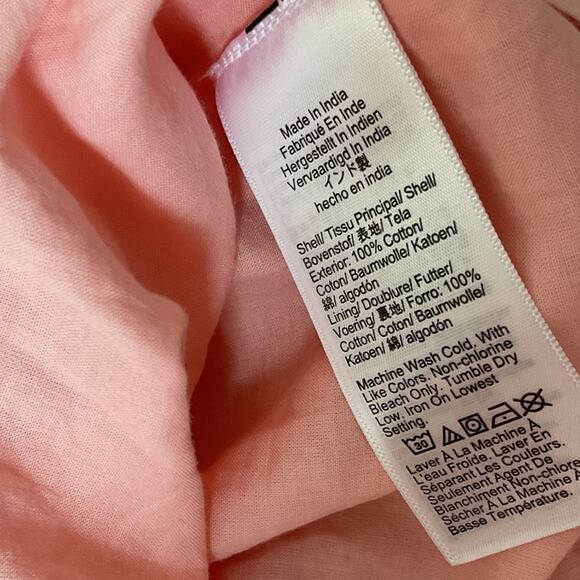 Made In India
Fabriqué En Inde
Hergestellt In Indien
Vervaardigd In India
インド製
hecho en india
Shell/ Tissu Principal/ Shell/
Bovenstof/ 表地/ Tela
Exterior: 100% Cotton/
Coton/ Baumwolle/ Katoen/
綿/ algodón
Lining/ Doublure/ Futter/
Voering/ 裏地/ Forro: 100%
Cotton/ Coton/ Baumwolle/
Katoen/ 綿/ algodón
Machine Wash Cold. With
Like Colors. Non-chlorine
Bleach Only. Tumble Dry
Low. Iron On Lowest
Setting.
30
Laver À La Machine À
L'eau Froide. Laver En
Séparant Les Couleurs.
Seulement Agent De
Blanchiment Non-Chlorine
Sécher À La Machine À
Basse Température.